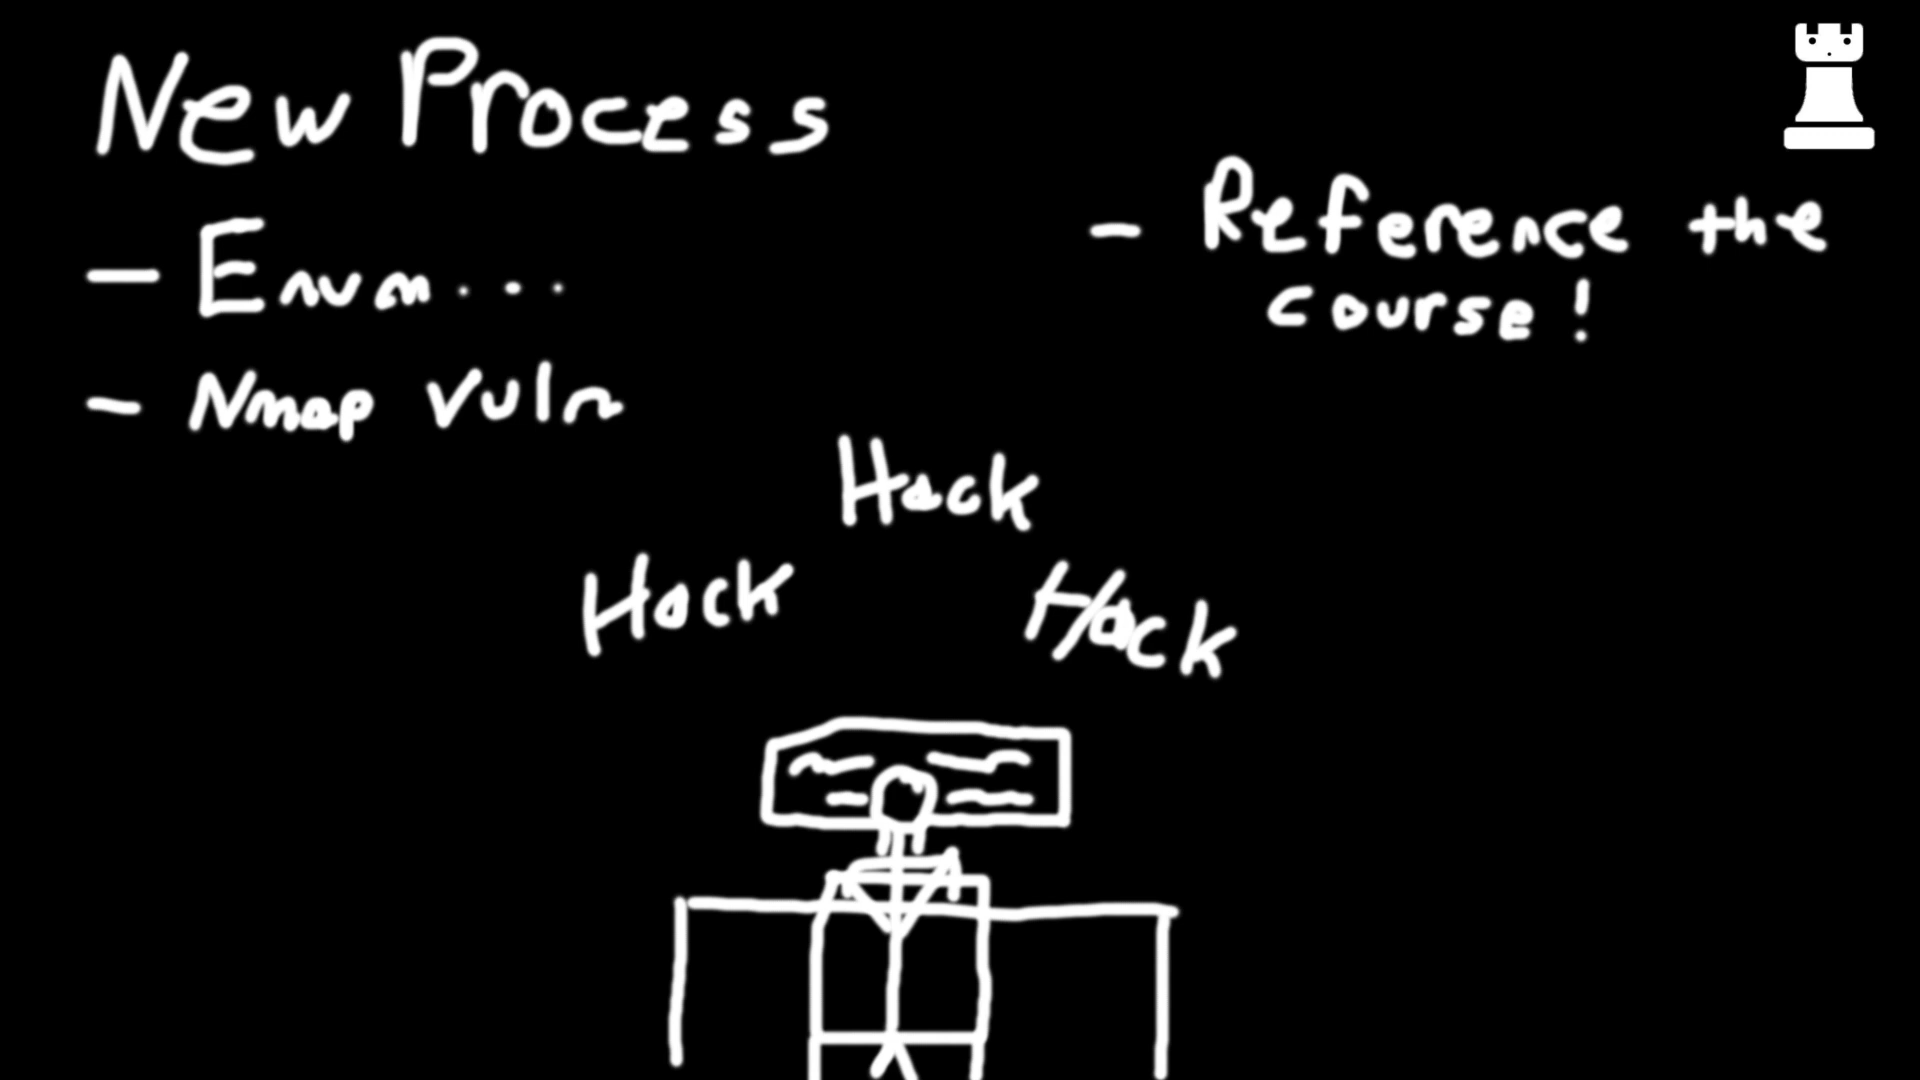 New Process
- Enum...
- Nmap vuln
- Reference the
course!
Hack
Hack
Hack